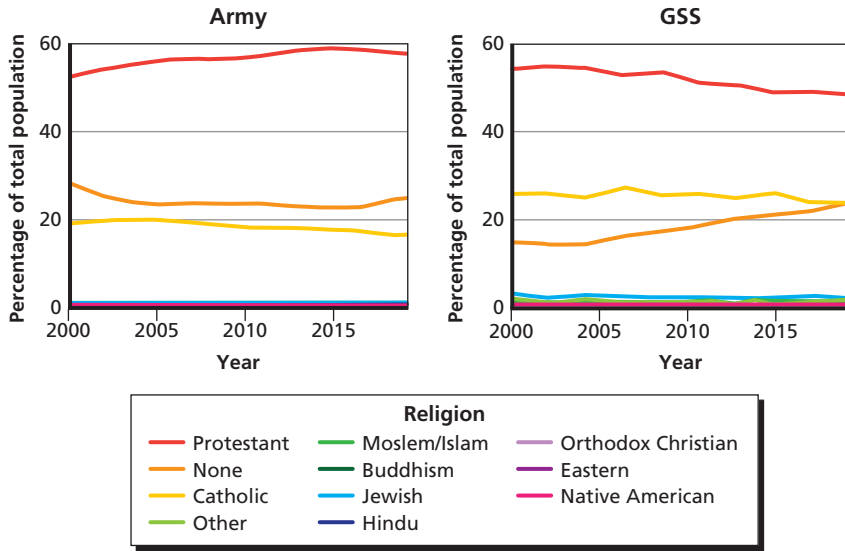 Army
Percentage of total population
60
40
20
0
2000
2005
2010
2015
Year
GSS
Percentage of total population
60
40
20
0
2000
2005
2010
2015
Year
Religion
Protestant
None
Catholic
Other
Moslem/Islam
Buddhism
Jewish
Hindu
Orthodox Christian
Eastern
Native American